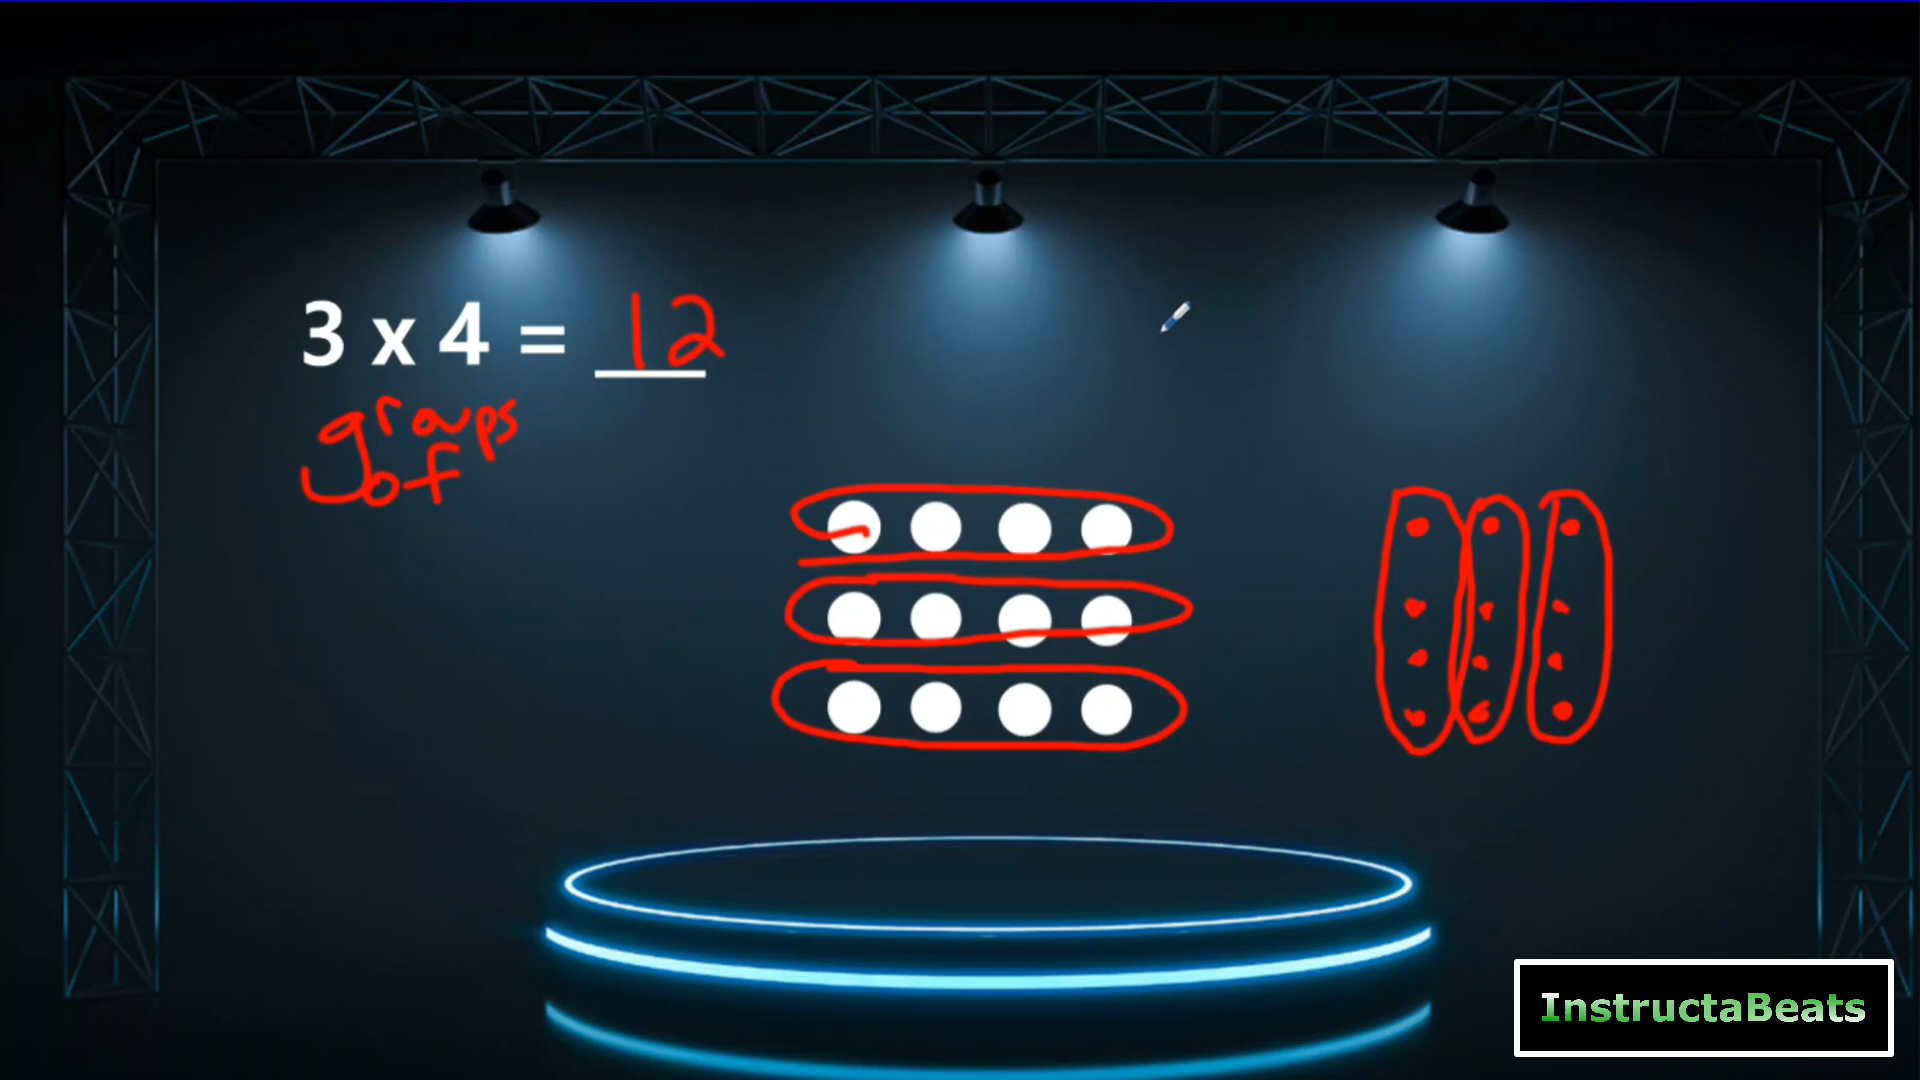 3 x 4 = 12
groups
of
InstructaBeats